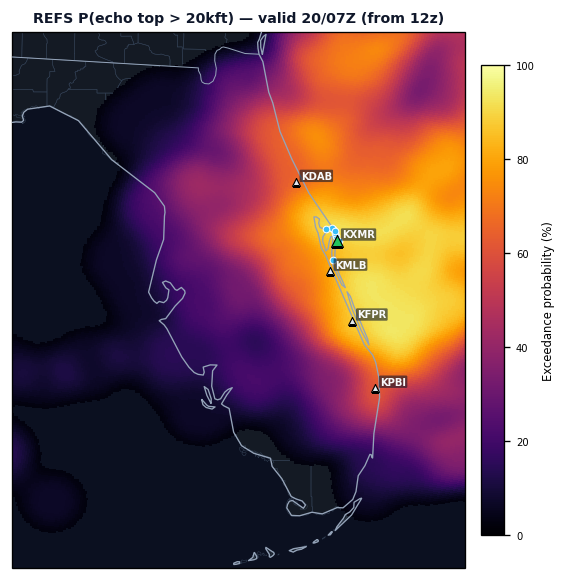 REFS P(echo top > 20kft) — valid 20/07Z (from 12z)
KDAB
KXMR
KMLB
KFPR
KPBI
100
80
60
40
20
0
Exceedance probability (%)